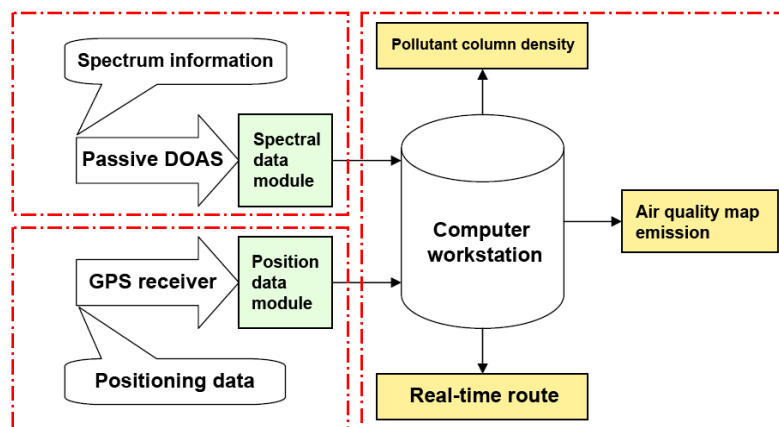 Spectrum information
Passive DOAS
Spectral
data
module
GPS receiver
Position
data
module
Positioning data
Pollutant column density
Computer
workstation
Air quality map
emission
Real-time route